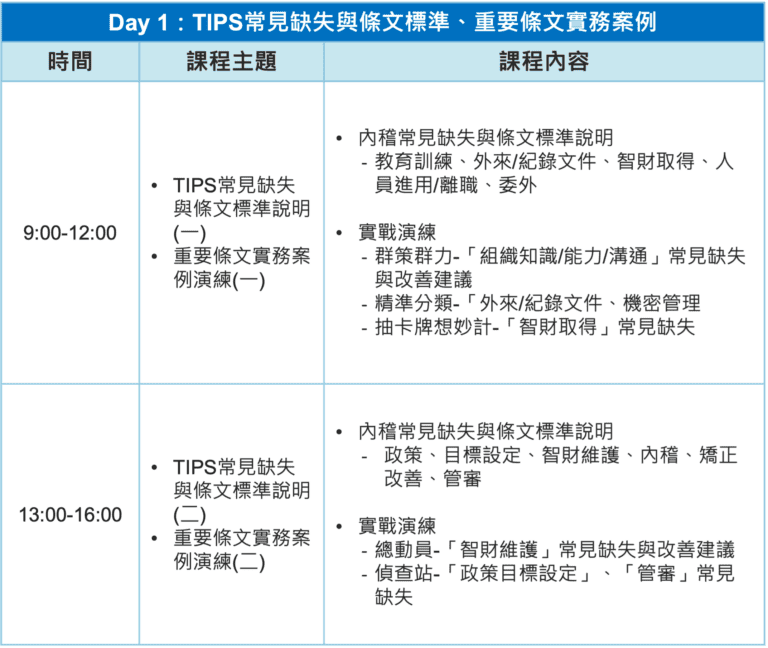 Day 1：TIPS常見缺失與條文標準、重要條文實務案例
時間
課程主題
課程內容
9:00-12:00
• TIPS常見缺失
與條文標準說明
(一)
• 重要條文實務案
例演練(一)
• 內稽常見缺失與條文標準說明
- 教育訓練、外來/紀錄文件、智財取得、人
員進用/離職、委外
• 實戰演練
- 群策群力-「組織知識/能力/溝通」常見缺失
與改善建議
- 精準分類-「外來/紀錄文件、機密管理
- 抽卡牌想妙計-「智財取得」常見缺失
13:00-16:00
• TIPS常見缺失
與條文標準說明
(二)
• 重要條文實務案
例演練(二)
• 內稽常見缺失與條文標準說明
- 政策、目標設定、智財維護、內稽、矯正
改善、管審
• 實戰演練
- 總動員-「智財維護」常見缺失與改善建議
- 偵查站-「政策目標設定」、「管審」常見
缺失